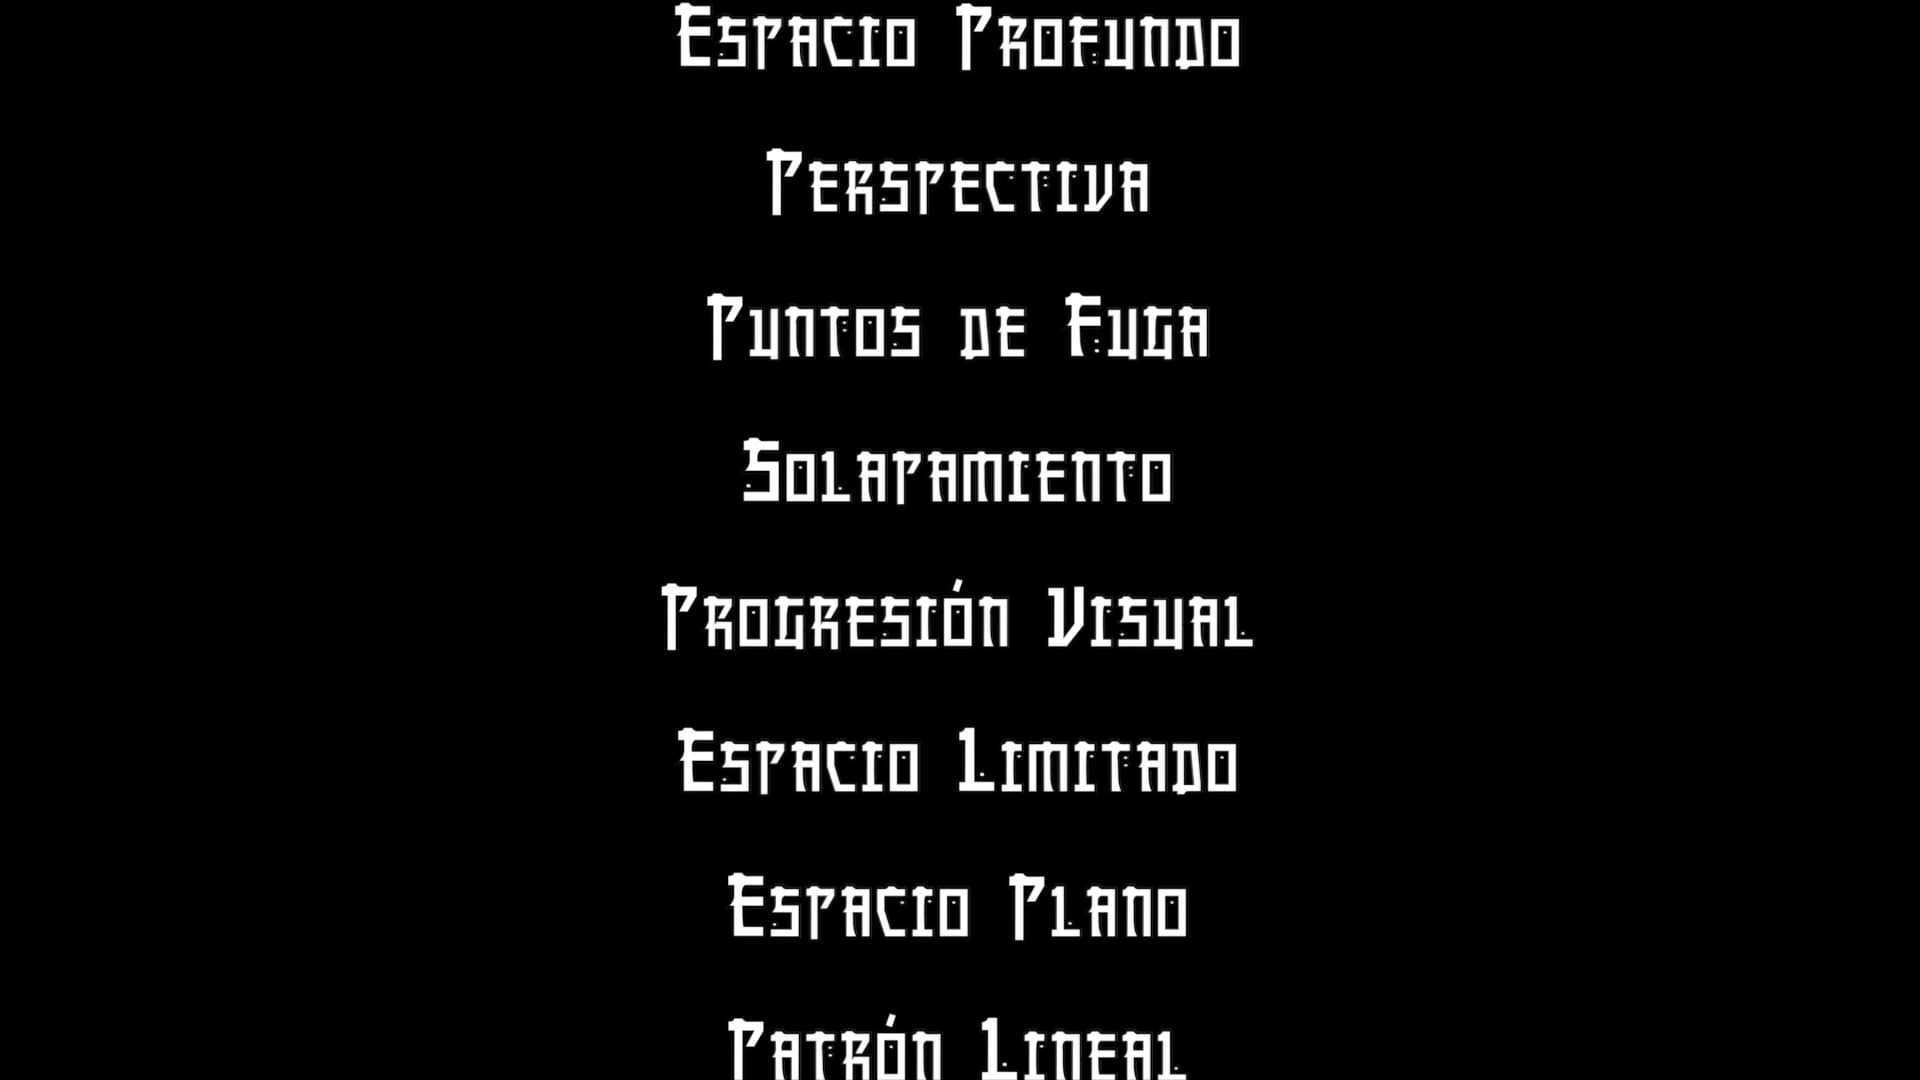 Espacio Profundo
Perspectiva
Puntos de Fuga
Solapamiento
Progresión Visual
Espacio Limitado
Espacio Plano
Patrón Lineal